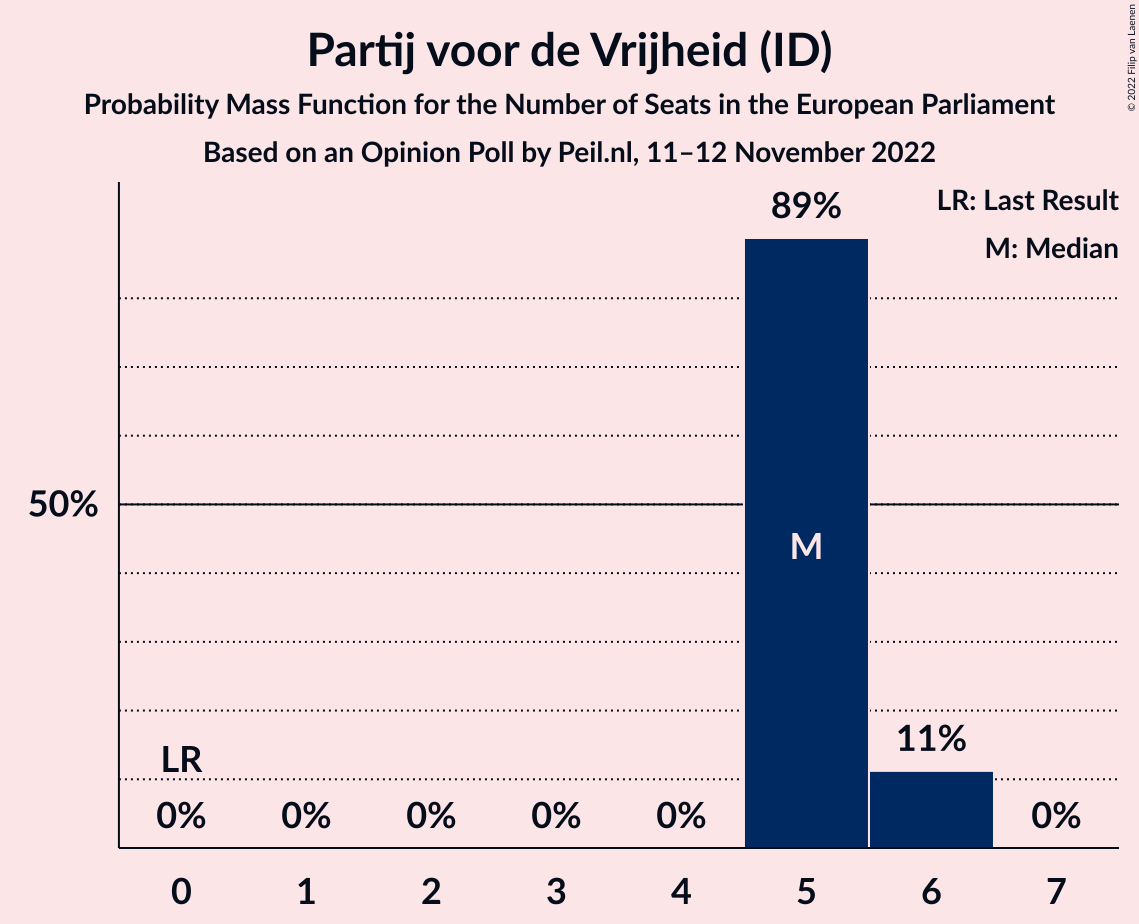 Partij voor de Vrijheid (ID)
Probability Mass Function for the Number of Seats in the European Parliament
Based on an Opinion Poll by Peil.nl, 11–12 November 2022
© 2022 Filip van Laenen
LR: Last Result
M: Median
89%
50%
M
11%
LR
0% 0% 0% 0% 0% 0%
0 1 2 3 4 5 6 7